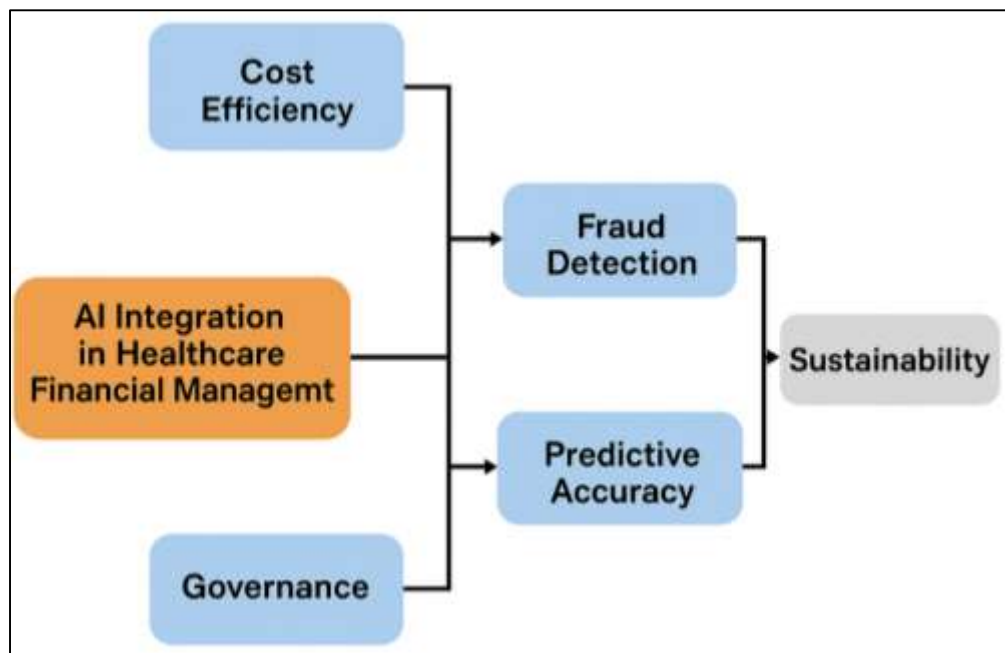 Cost
Efficiency
AI Integration
in Healthcare
Financial Managemt
Governance
Fraud
Detection
Predictive
Accuracy
Sustainability